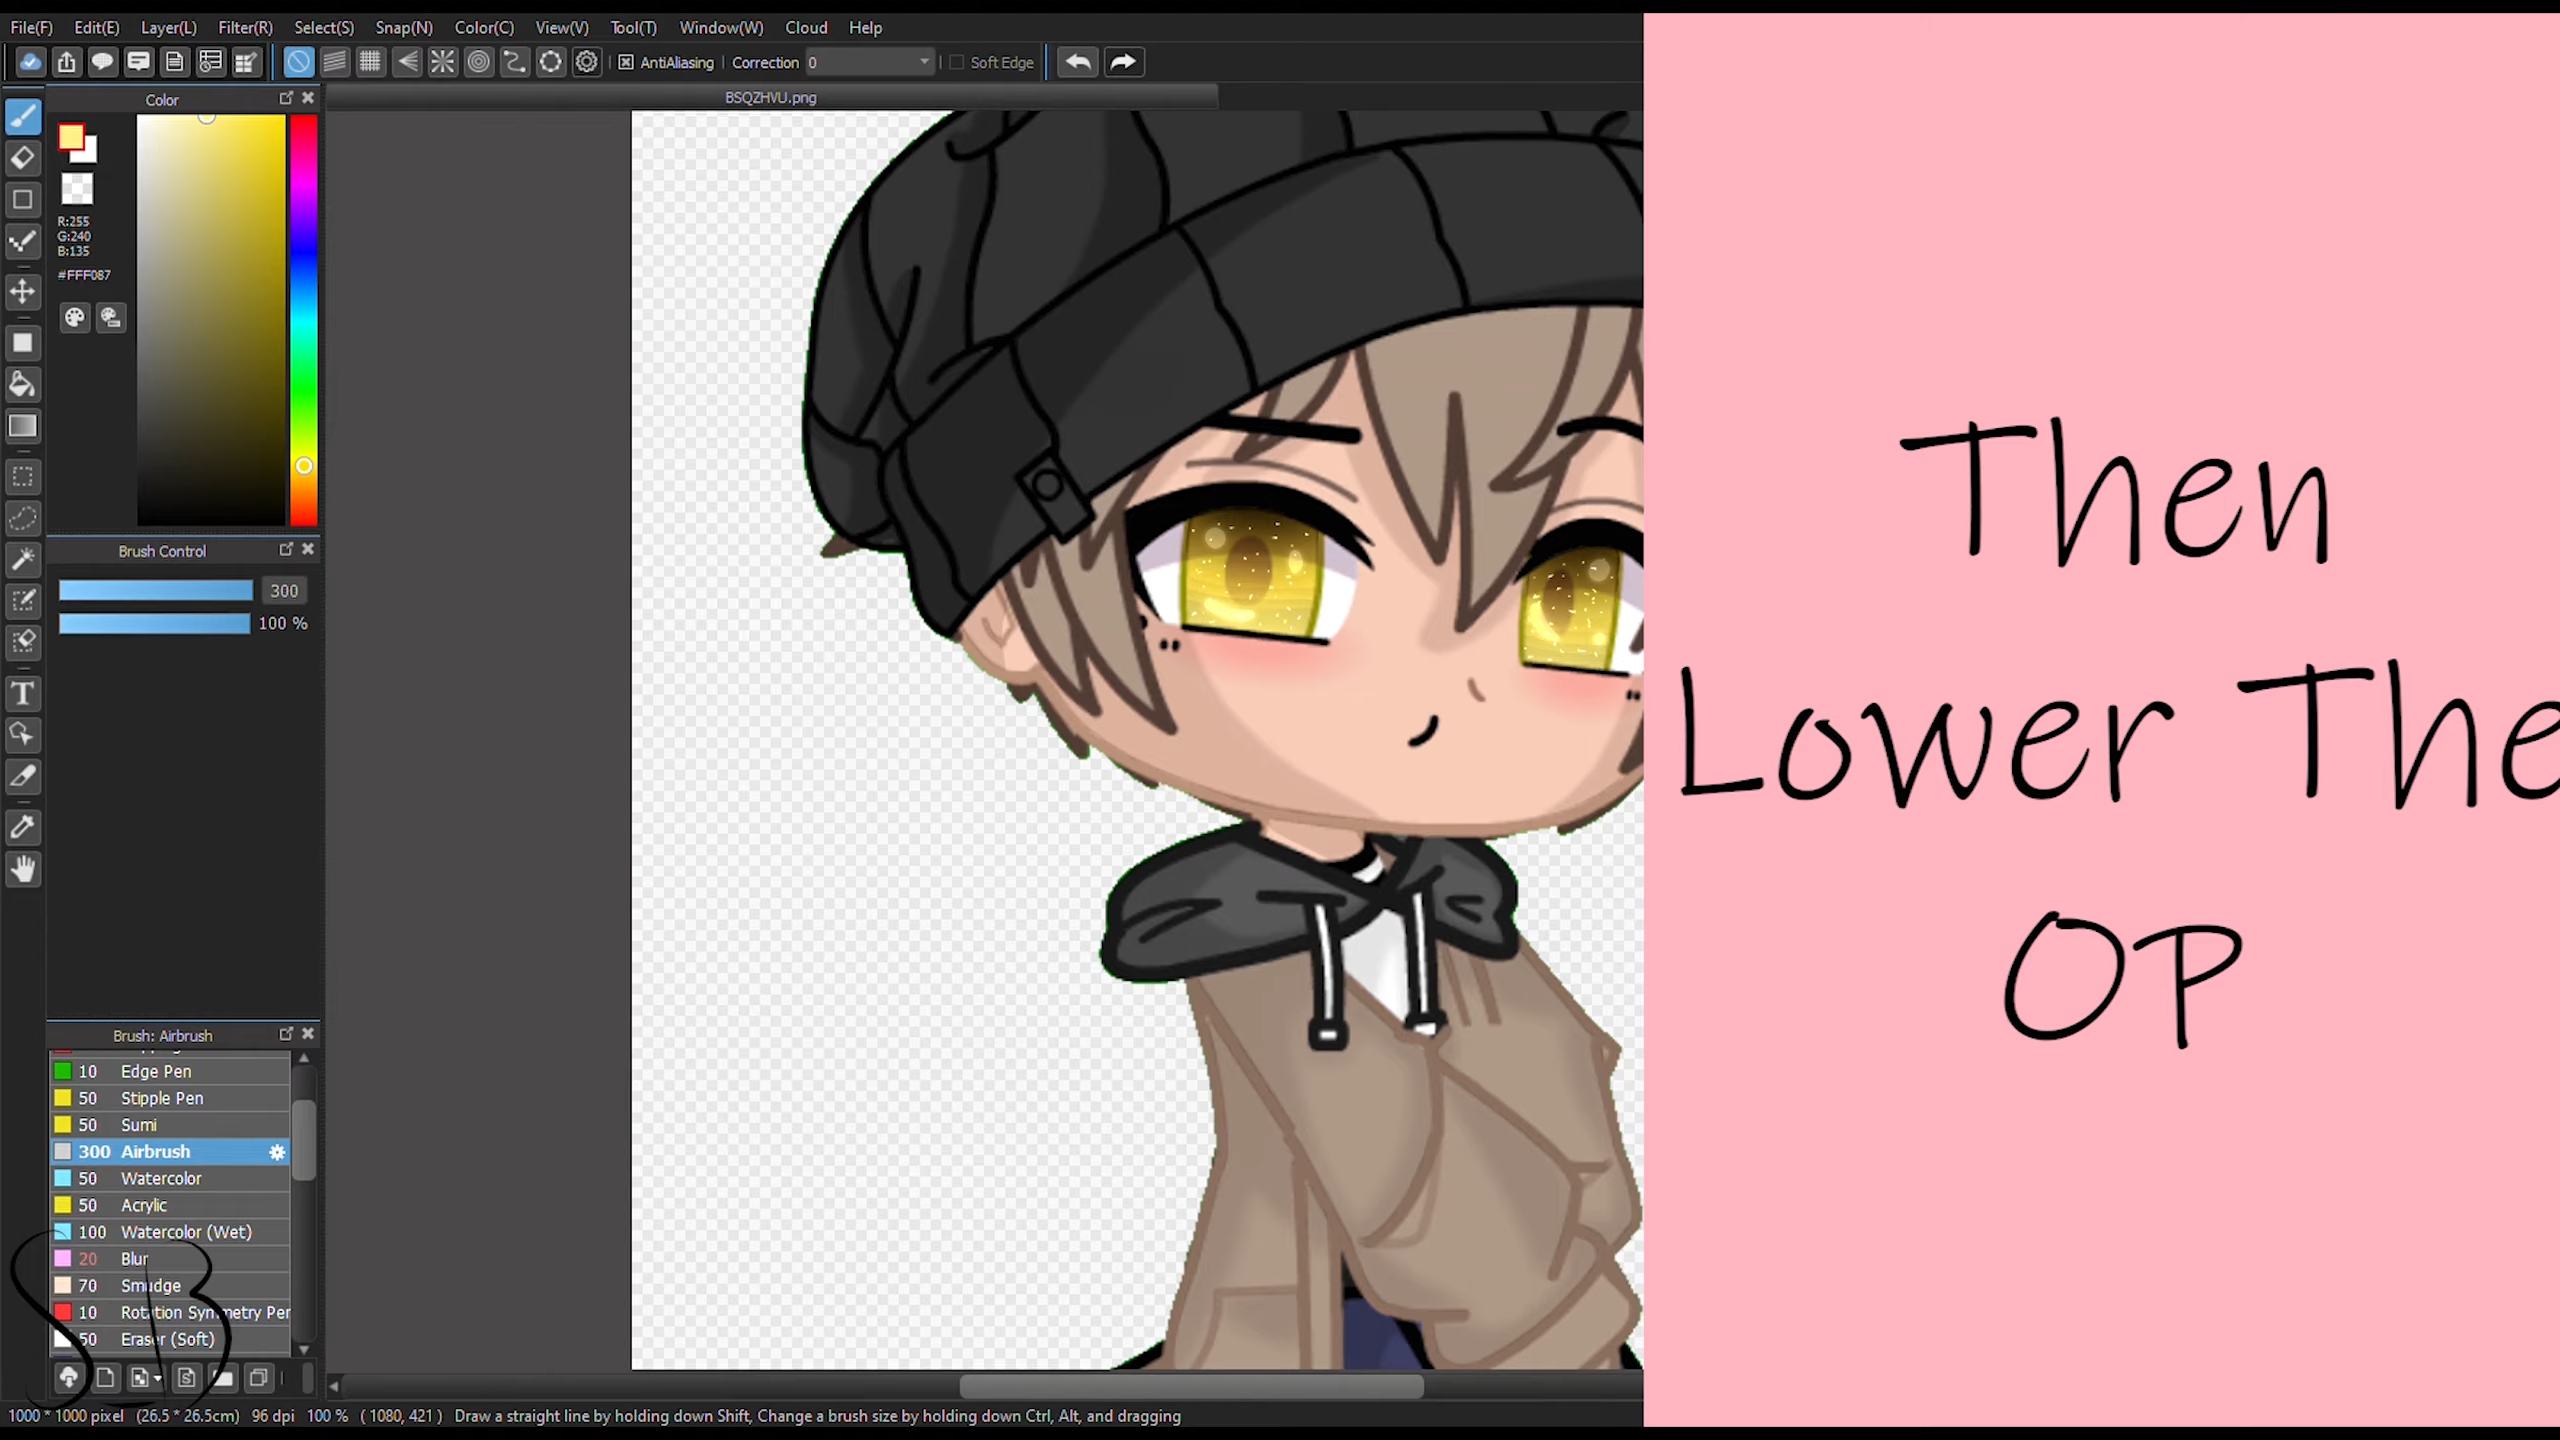 File(F) Edit(E) Layer(L) Filter(R) Select(S) Snap(N) Color(C) View(V) Tool(T) Window(W) Cloud Help
AntiAliasing Correction 0 Soft Edge
Color
BSQZHVU.png
R:255
G:240
B:135
#FFF087
Brush Control
300
100 %
Brush: Airbrush
10 Edge Pen
50 Stipple Pen
50 Sumi
300 Airbrush
50 Watercolor
50 Acrylic
100 Watercolor (Wet)
20 Blur
70 Smudge
10 Rotation Symmetry Pen
50 Eraser (Soft)
SB
1000 * 1000 pixel (26.5 * 26.5cm) 96 dpi 100 % ( 1080, 421 ) Draw a straight line by holding down Shift, Change a brush size by holding down Ctrl, Alt, and dragging
Then
Lower The
OP